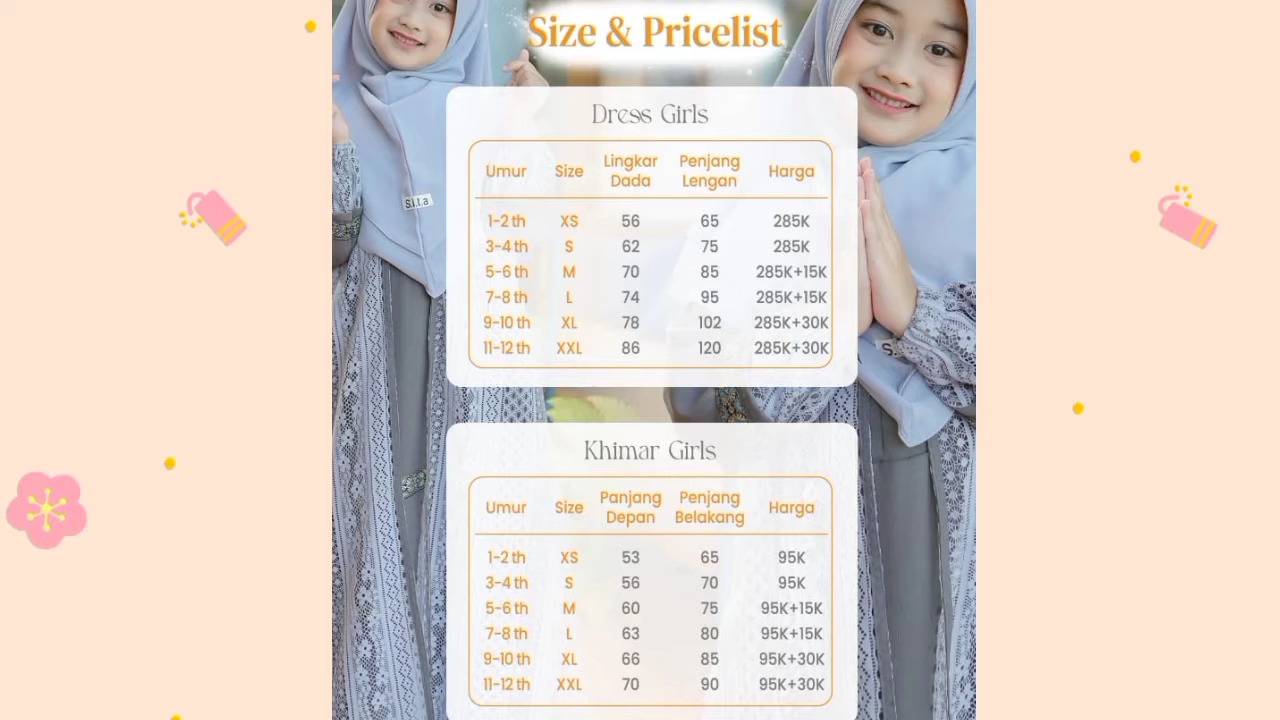 Size & Pricelist
Dress Girls
Umur Size Lingkar Dada Penjang Lengan Harga
1-2 th XS 56 65 285K
3-4 th S 62 75 285K
5-6 th M 70 85 285K+15K
7-8 th L 74 95 285K+15K
9-10 th XL 78 102 285K+30K
11-12 th XXL 86 120 285K+30K
Khimar Girls
Umur Size Panjang Depan Penjang Belakang Harga
1-2 th XS 53 65 95K
3-4 th S 56 70 95K
5-6 th M 60 75 95K+15K
7-8 th L 63 80 95K+15K
9-10 th XL 66 85 95K+30K
11-12 th XXL 70 90 95K+30K
S.I.t.a